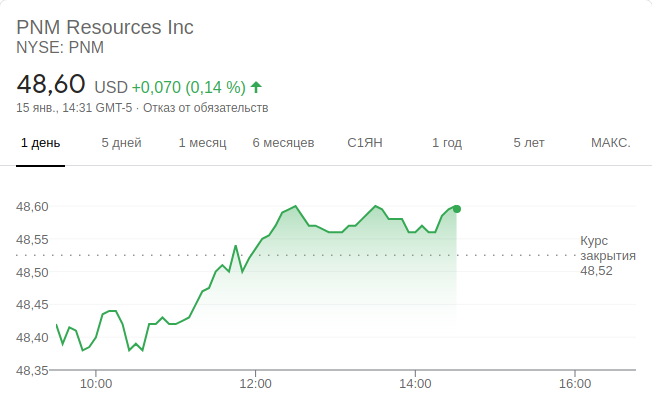 PNM Resources Inc
NYSE: PNM
48,60 USD +0,070 (0,14 %)
15 янв., 14:31 GMT-5 · Отказ от обязательств
1 день 5 дней 1 месяц 6 месяцев С1ЯН 1 год 5 лет МАКС.
48,60
48,55
Курс
закрытия
48,52
48,50
48,45
48,40
48,35
10:00 12:00 14:00 16:00